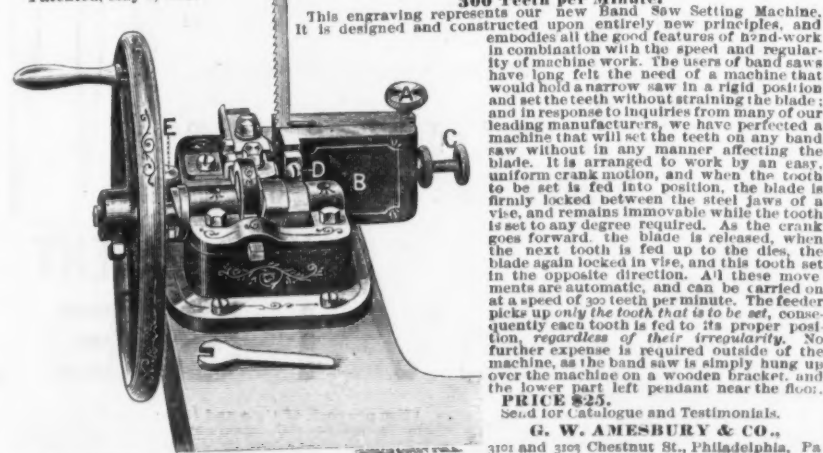 300 Teeth per Minute.
This engraving represents our new Band Saw Setting Machine.
It is designed and constructed upon entirely new principles, and
embodies all the good features of hand-work
in combination with the speed and regular-
ity of machine work. The users of band saws
have long felt the need of a machine that
would hold a narrow saw in a rigid position
and set the teeth without straining the blade;
and in response to inquiries from many of our
leading manufacturers, we have perfected a
machine that will set the teeth on any band
saw without in any manner affecting the
blade. It is arranged to work by an easy,
uniform crank motion, and when the tooth
to be set is fed into position, the blade is
firmly locked between the steel jaws of a
vise, and remains immovable while the tooth
is set to any degree required. As the crank
goes forward, the blade is released, when
the next tooth is fed up to the dies, the
blade again locked in vise, and this tooth set
in the opposite direction. All these move
ments are automatic, and can be carried on
at a speed of 300 teeth per minute. The feeder
picks up only the tooth that is to be set, conse-
quently each tooth is fed to its proper posi-
tion, regardless of their irregularity. No
further expense is required outside of the
machine, as the band saw is simply hung up
over the machine on a wooden bracket, and
the lower part left pendant near the floor.
PRICE $25.
Send for Catalogue and Testimonials.
G. W. AMESBURY & CO.,
3101 and 3103 Chestnut St., Philadelphia, Pa
E
D
B
C